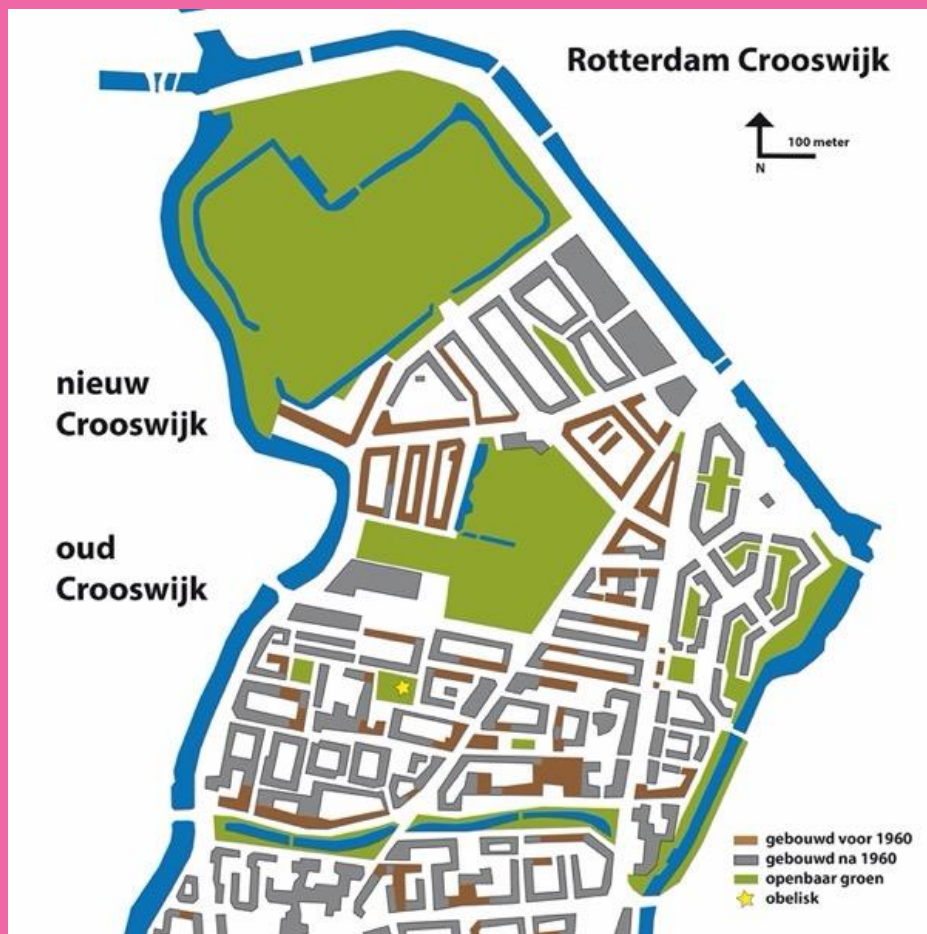 Rotterdam Crooswijk
100 meter
N
nieuw
Crooswijk
oud
Crooswijk
gebouwd voor 1960
gebouwd na 1960
openbaar groen
obelisk